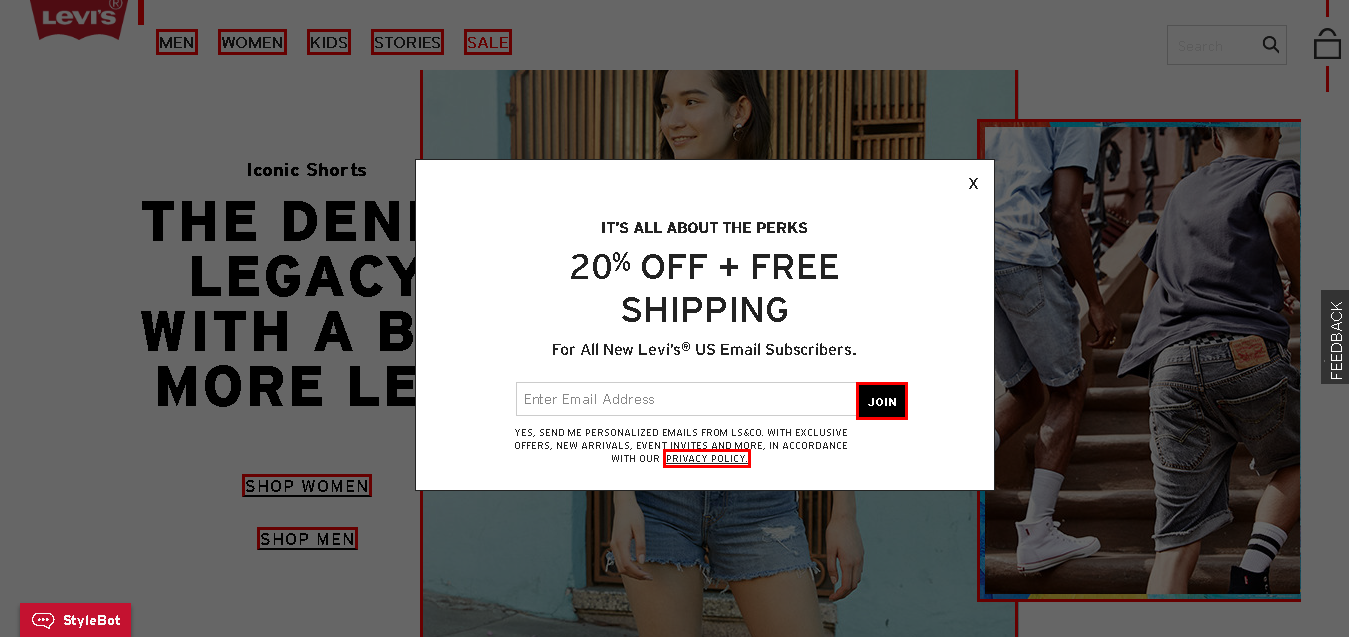 LEVI'S®
MEN WOMEN KIDS STORIES SALE
Search
Iconic Shorts
THE DENI
LEGACY
WITH A B
MORE LE
SHOP WOMEN
SHOP MEN
X
IT'S ALL ABOUT THE PERKS
20% OFF + FREE
SHIPPING
For All New Levi's® US Email Subscribers.
Enter Email Address
JOIN
YES, SEND ME PERSONALIZED EMAILS FROM LS&CO. WITH EXCLUSIVE
OFFERS, NEW ARRIVALS, EVENT INVITES AND MORE, IN ACCORDANCE
WITH OUR PRIVACY POLICY.
FEEDBACK
StyleBot